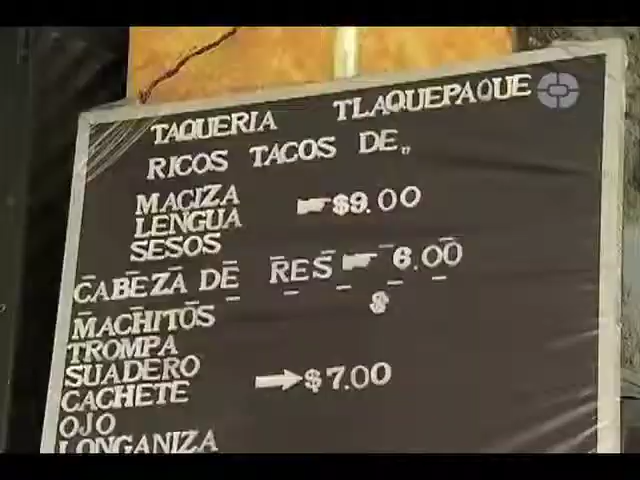 TAQUERIA TLAQUEPAQUE
RICOS TACOS DE,,
MACIZA
LENGUA $9.00
SESOS
CABEZA DE RES 6.00
$
MACHITOS
TROMPA
SUADERO
CACHETE $7.00
OJO
LONGANIZA